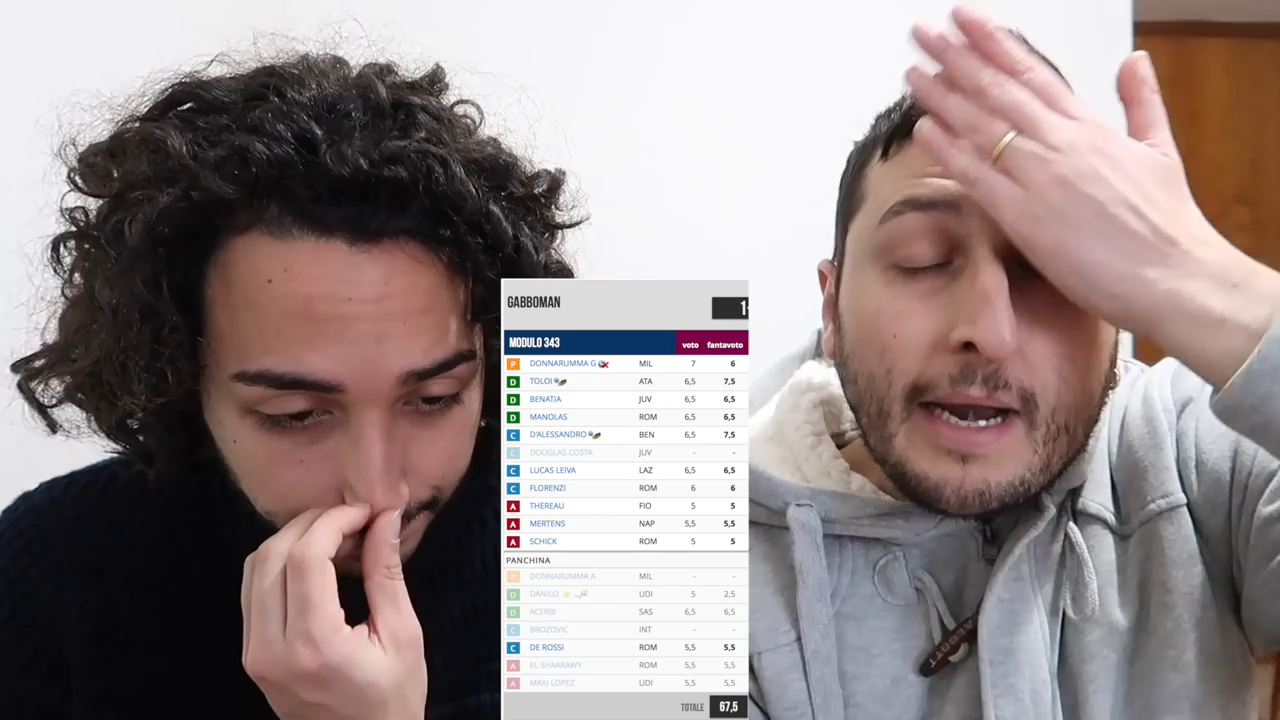 GABBOMAN 1
MODULO 343 voto fantavoto
P DONNARUMMA G MIL 7 6
D TOLOI ATA 6,5 7,5
D BENATIA JUV 6,5 6,5
D MANOLAS ROM 6,5 6,5
C D'ALESSANDRO BEN 6,5 7,5
C DOUGLAS COSTA JUV - -
C LUCAS LEIVA LAZ 6,5 6,5
C FLORENZI ROM 6 6
A THEREAU FIO 5 5
A MERTENS NAP 5,5 5,5
A SCHICK ROM 5 5
PANCHINA
P DONNARUMMA A MIL - -
D DANILO UDI 5 2,5
D ACERBI SAS 6,5 6,5
C BROZOVIC INT - -
C DE ROSSI ROM 5,5 5,5
A EL SHAARAWY ROM 5,5 5,5
A MAXI LOPEZ UDI 5,5 5,5
TOTALE 67,5